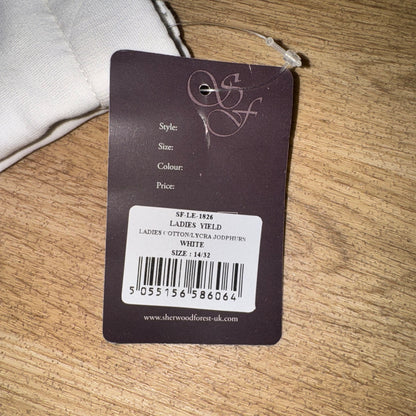 SF
Style:
Size:
Colour:
Price:
SF-LE-1826
LADIES YIELD
LADIES COTTON/LYCRA JODPHURS
WHITE
SIZE : 14/32
5 055156 586064
www.sherwoodforest-uk.com